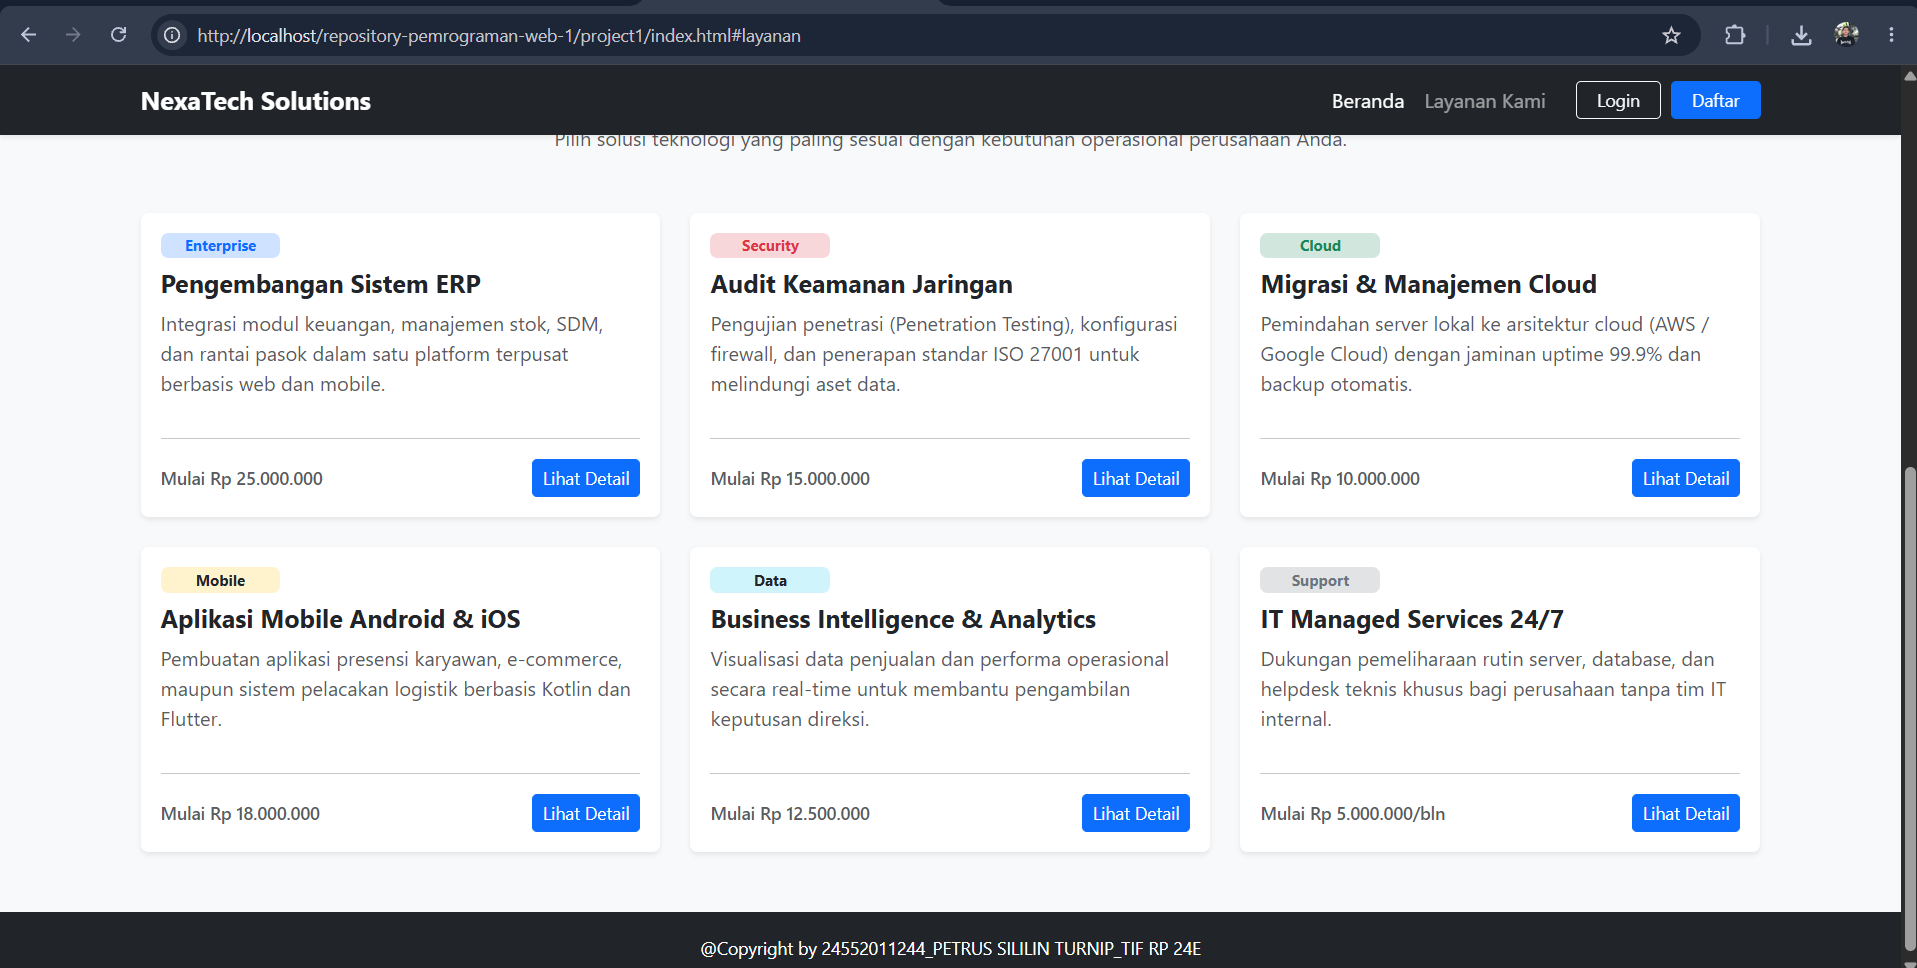 http://localhost/repository-pemrograman-web-1/project1/index.html#layanan
NexaTech Solutions
Beranda
Layanan Kami
Login
Daftar
Pilih solusi teknologi yang paling sesuai dengan kebutuhan operasional perusahaan Anda.
Enterprise
Pengembangan Sistem ERP
Integrasi modul keuangan, manajemen stok, SDM,
dan rantai pasok dalam satu platform terpusat
berbasis web dan mobile.
Mulai Rp 25.000.000
Lihat Detail
Security
Audit Keamanan Jaringan
Pengujian penetrasi (Penetration Testing), konfigurasi
firewall, dan penerapan standar ISO 27001 untuk
melindungi aset data.
Mulai Rp 15.000.000
Lihat Detail
Cloud
Migrasi & Manajemen Cloud
Pemindahan server lokal ke arsitektur cloud (AWS /
Google Cloud) dengan jaminan uptime 99.9% dan
backup otomatis.
Mulai Rp 10.000.000
Lihat Detail
Mobile
Aplikasi Mobile Android & iOS
Pembuatan aplikasi presensi karyawan, e-commerce,
maupun sistem pelacakan logistik berbasis Kotlin dan
Flutter.
Mulai Rp 18.000.000
Lihat Detail
Data
Business Intelligence & Analytics
Visualisasi data penjualan dan performa operasional
secara real-time untuk membantu pengambilan
keputusan direksi.
Mulai Rp 12.500.000
Lihat Detail
Support
IT Managed Services 24/7
Dukungan pemeliharaan rutin server, database, dan
helpdesk teknis khusus bagi perusahaan tanpa tim IT
internal.
Mulai Rp 5.000.000/bln
Lihat Detail
@Copyright by 24552011244_PETRUS SILILIN TURNIP_TIF RP 24E